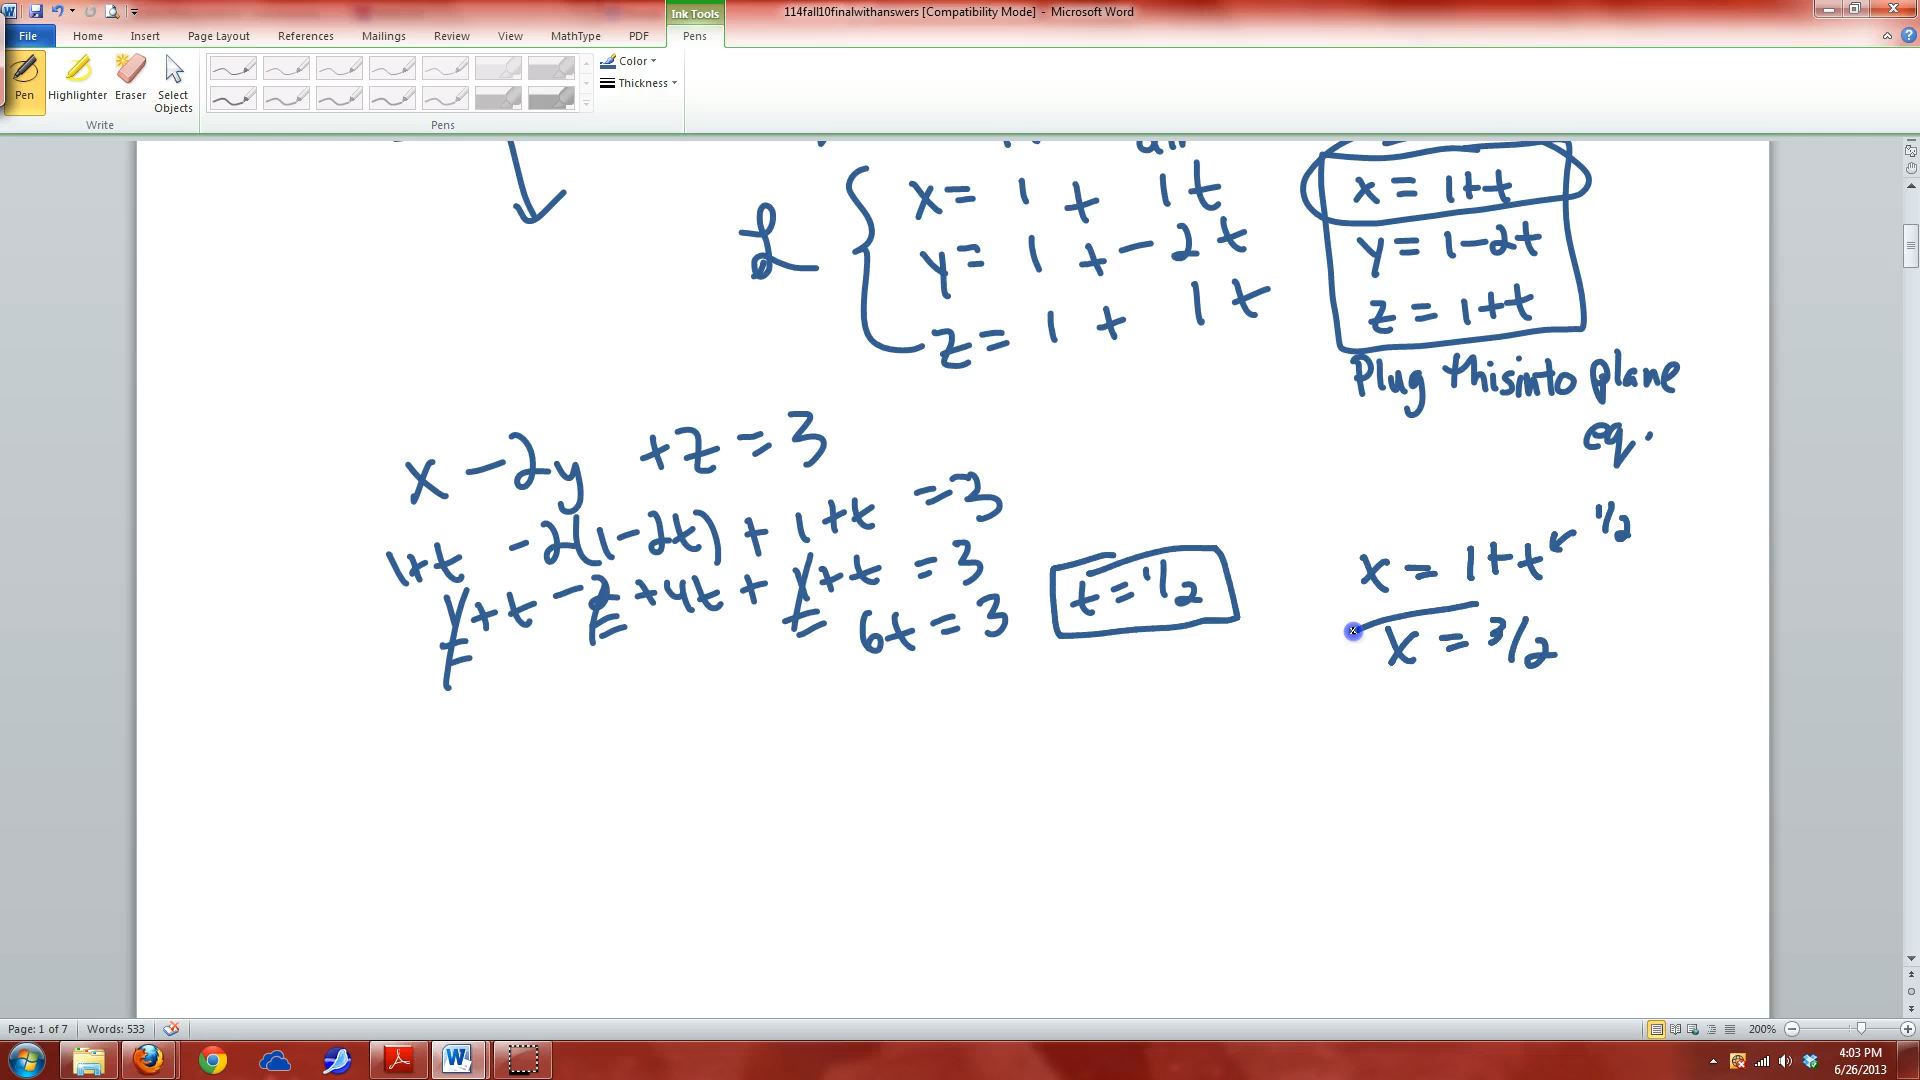 114fall10finalwithanswers [Compatibility Mode] - Microsoft Word
Ink Tools
File Home Insert Page Layout References Mailings Review View MathType PDF Pens
Pen Highlighter Eraser Select Objects
Color
Thickness
Write Pens
x = 1 + 1t
y = 1 + -2t
z = 1 + 1t
x = 1+t
y = 1-2t
z = 1+t
Plug this into plane
eq.
x - 2y + z = 3
1+t - 2(1-2t) + 1+t = 3
1+t - 2 + 4t + 1+t = 3
6t = 3
t = 1/2
x = 1+t 1/2
x = 3/2
Page: 1 of 7 Words: 533 200%
4:03 PM
6/26/2013